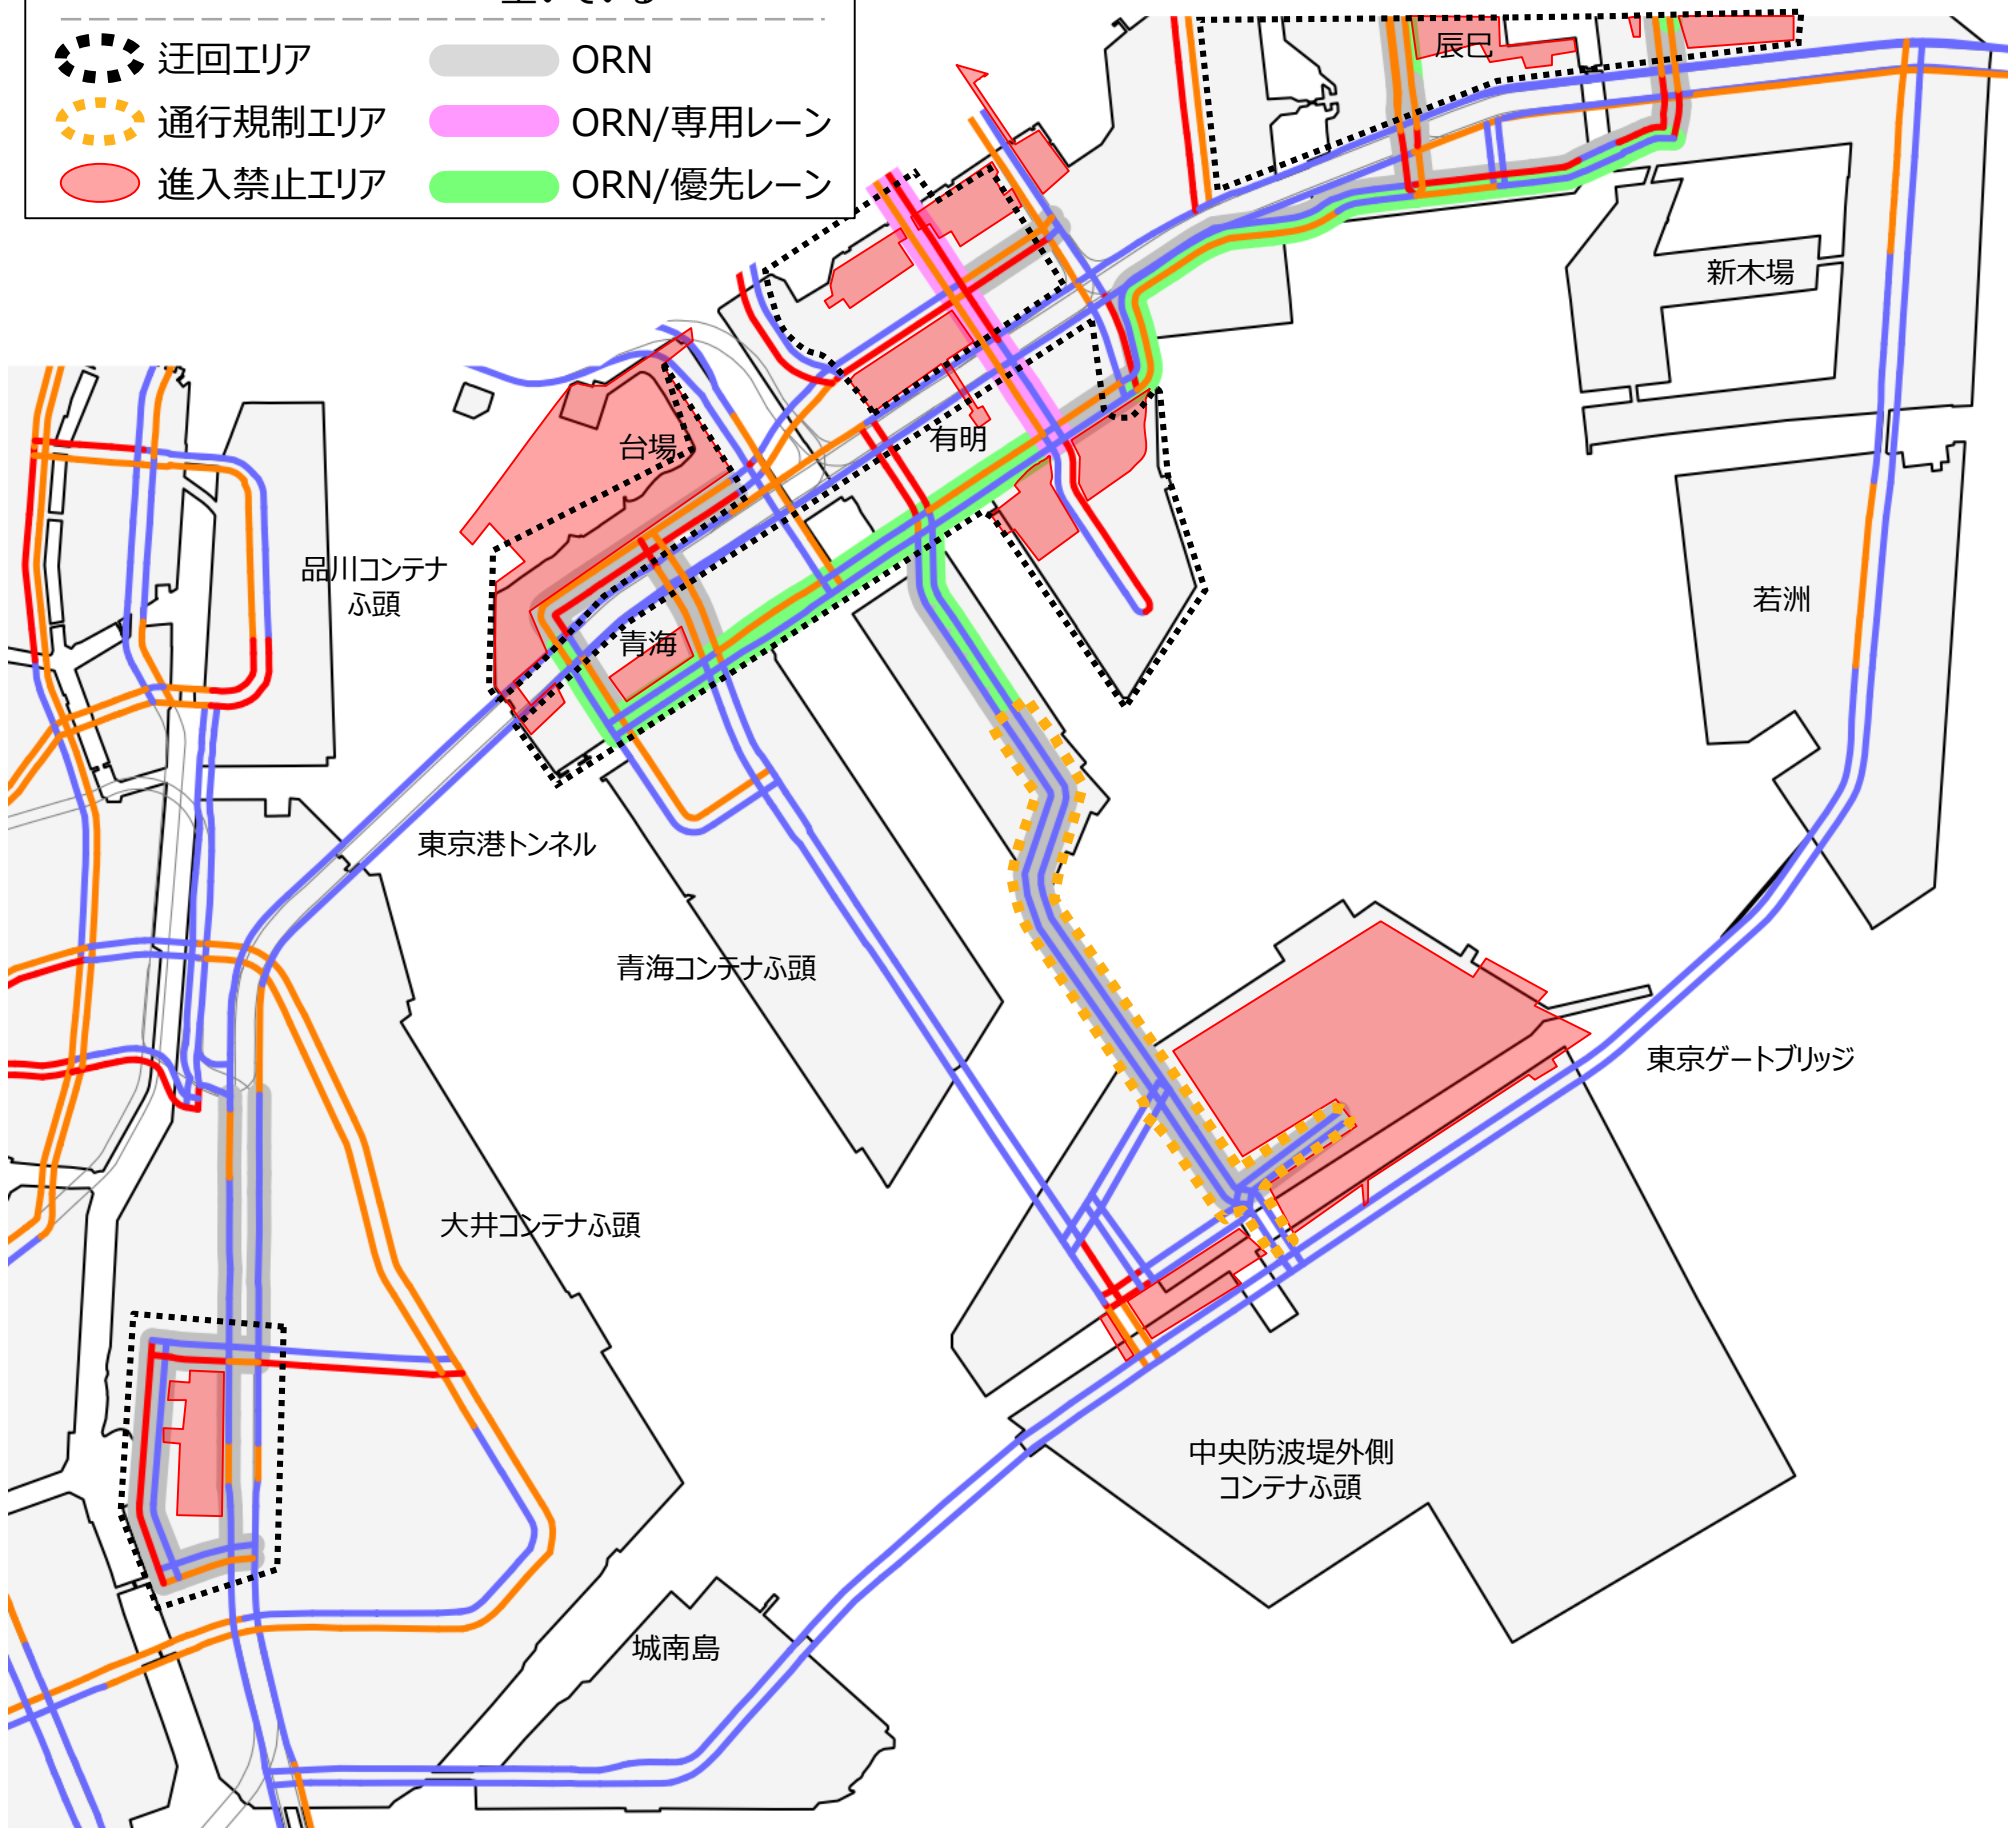 空いている
迂回エリア
ORN
通行規制エリア
ORN/専用レーン
進入禁止エリア
ORN/優先レーン
辰巳
新木場
台場
有明
品川コンテナ
ふ頭
若洲
青海
東京港トンネル
青海コンテナふ頭
東京ゲートブリッジ
大井コンテナふ頭
中央防波堤外側
コンテナふ頭
城南島